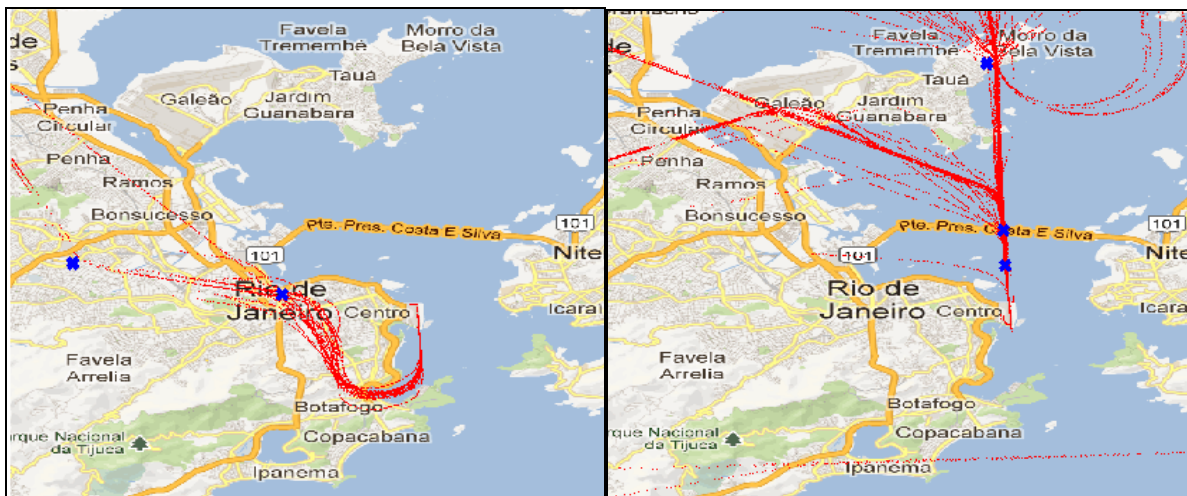 Favela
Tremembé
Morro da
Bela Vista
de
s
Tauá
Galeão
Jardim
Guanabara
Penha
Circular
Penha
Ramos
Bonsucesso
Pte. Pres. Costa E Silva
101
101
Nite
Rio de
Janeiro
Centro
Icaraí
Favela
Arrelia
Botafogo
Copacabana
arque Nacional
da Tijuca
Ipanema
Favela
Tremembé
Morro da
Bela Vista
de
s
Tauá
Galeão
Jardim
Guanabara
Penha
Circular
Penha
Ramos
Bonsucesso
Pte. Pres. Costa E Silva
101
101
Nite
Rio de
Janeiro
Centro
Icara
Favela
Arrelia
Botafogo
Copacabana
rque Nacional
da Tijuca
Ipanema